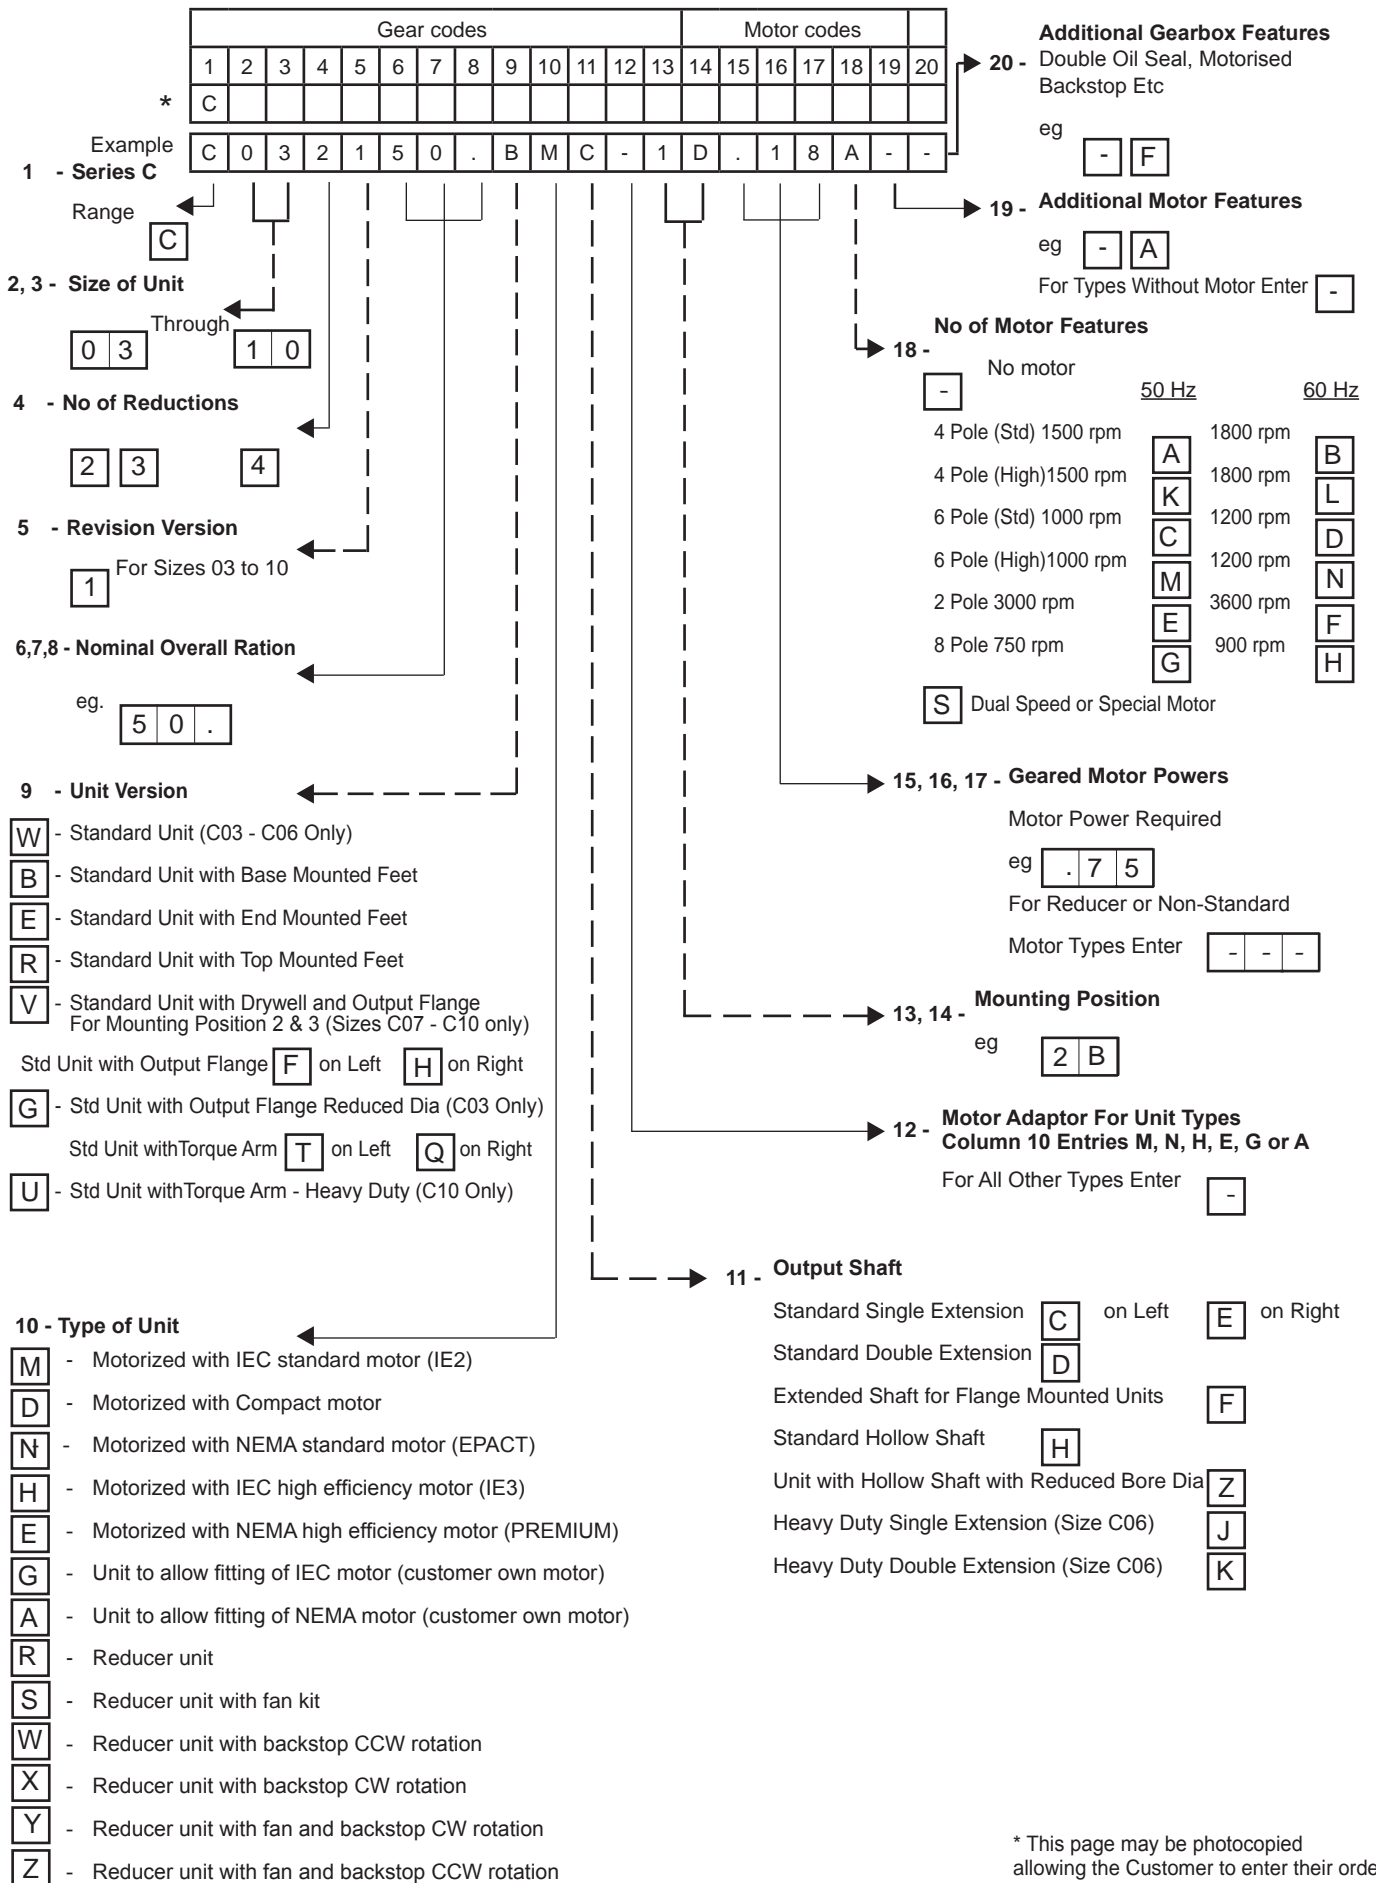 Gear codes Motor codes
1 2 3 4 5 6 7 8 9 10 11 12 13 14 15 16 17 18 19 20
* C
Example C 0 3 2 1 5 0 . B M C - 1 D . 1 8 A - -
1 - Series C
Range
C
2, 3 - Size of Unit
Through
0 3 1 0
4 - No of Reductions
2 3 4
5 - Revision Version
For Sizes 03 to 10
1
6,7,8 - Nominal Overall Ration
eg.
5 0 .
9 - Unit Version
W - Standard Unit (C03 - C06 Only)
B - Standard Unit with Base Mounted Feet
E - Standard Unit with End Mounted Feet
R - Standard Unit with Top Mounted Feet
V - Standard Unit with Drywell and Output Flange
For Mounting Position 2 & 3 (Sizes C07 - C10 only)
Std Unit with Output Flange F on Left H on Right
G - Std Unit with Output Flange Reduced Dia (C03 Only)
Std Unit withTorque Arm T on Left Q on Right
U - Std Unit withTorque Arm - Heavy Duty (C10 Only)
10 - Type of Unit
M - Motorized with IEC standard motor (IE2)
D - Motorized with Compact motor
N - Motorized with NEMA standard motor (EPACT)
H - Motorized with IEC high efficiency motor (IE3)
E - Motorized with NEMA high efficiency motor (PREMIUM)
G - Unit to allow fitting of IEC motor (customer own motor)
A - Unit to allow fitting of NEMA motor (customer own motor)
R - Reducer unit
S - Reducer unit with fan kit
W - Reducer unit with backstop CCW rotation
X - Reducer unit with backstop CW rotation
Y - Reducer unit with fan and backstop CW rotation
Z - Reducer unit with fan and backstop CCW rotation
Additional Gearbox Features
20 - Double Oil Seal, Motorised
Backstop Etc
eg
- F
19 - Additional Motor Features
eg - A
For Types Without Motor Enter -
No of Motor Features
18 -
No motor
- 50 Hz 60 Hz
4 Pole (Std) 1500 rpm A 1800 rpm B
4 Pole (High)1500 rpm K 1800 rpm L
6 Pole (Std) 1000 rpm C 1200 rpm D
6 Pole (High)1000 rpm M 1200 rpm N
2 Pole 3000 rpm E 3600 rpm F
8 Pole 750 rpm G 900 rpm H
S Dual Speed or Special Motor
15, 16, 17 - Geared Motor Powers
Motor Power Required
eg . 7 5
For Reducer or Non-Standard
Motor Types Enter - - -
13, 14 - Mounting Position
eg 2 B
12 - Motor Adaptor For Unit Types
Column 10 Entries M, N, H, E, G or A
For All Other Types Enter -
11 - Output Shaft
Standard Single Extension C on Left E on Right
Standard Double Extension D
Extended Shaft for Flange Mounted Units F
Standard Hollow Shaft H
Unit with Hollow Shaft with Reduced Bore Dia Z
Heavy Duty Single Extension (Size C06) J
Heavy Duty Double Extension (Size C06) K
* This page may be photocopied
allowing the Customer to enter their orde